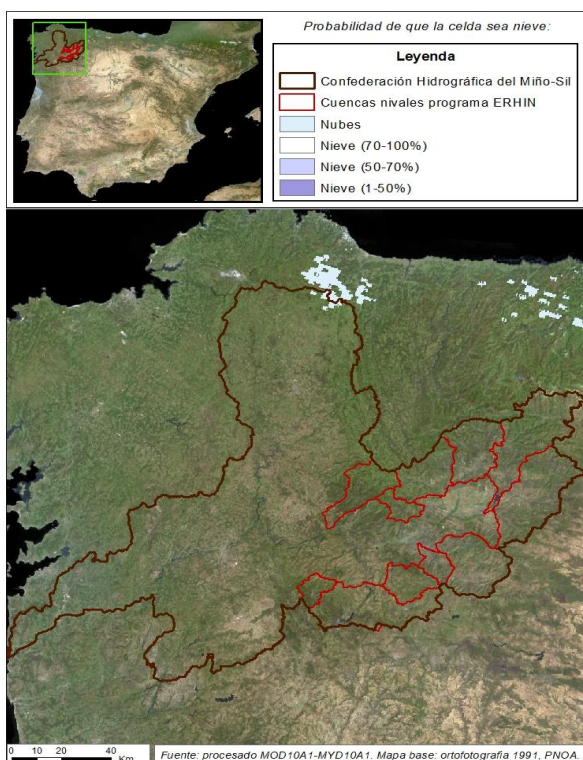 Probabilidad de que la celda sea nieve:
Leyenda
Confederación Hidrográfica del Miño-Sil
Cuencas nivales programa ERHIN
Nubes
Nieve (70-100%)
Nieve (50-70%)
Nieve (1-50%)
0 10 20 40
Km
Fuente: procesado MOD10A1-MYD10A1. Mapa base: ortofotografía 1991, PNOA.